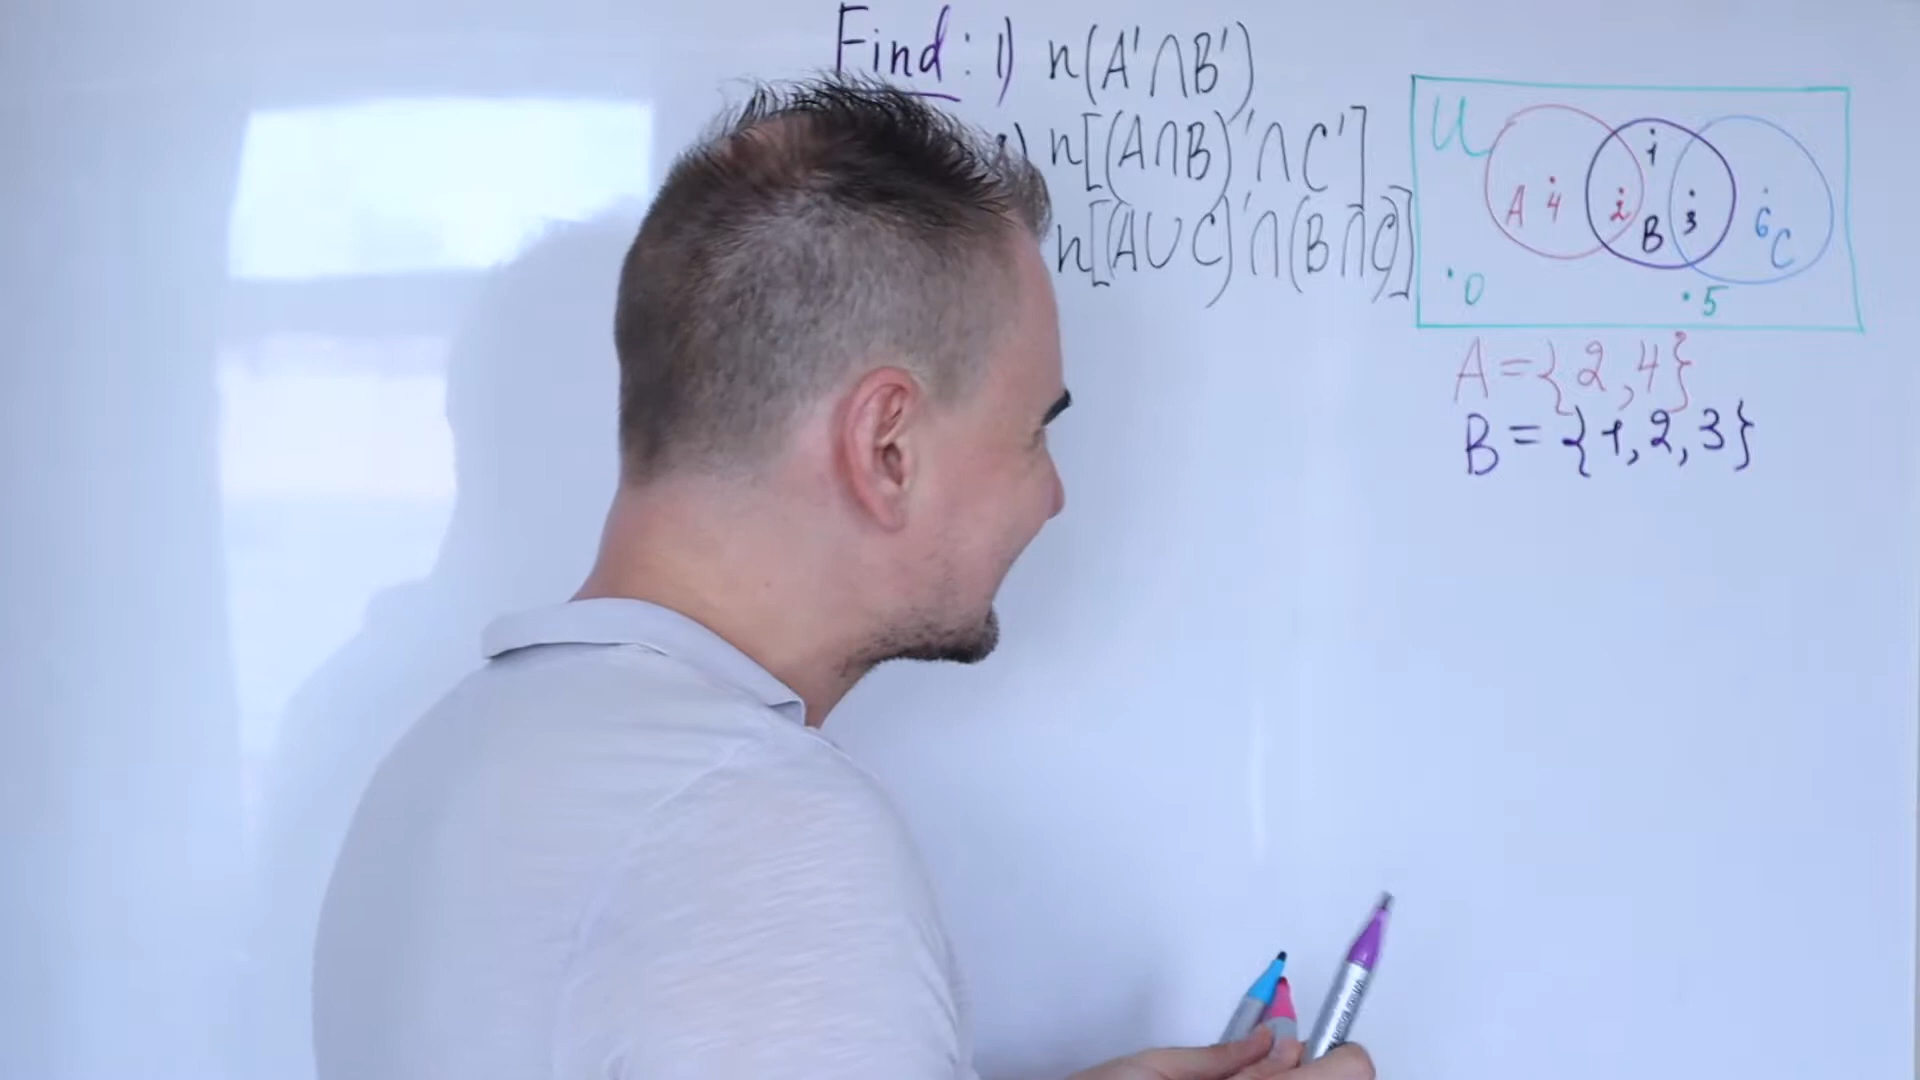 Find: 1) n(A'∩B')
) n[(A∩B)'∩C']
n[(A∪C)'∩(B∩C)]
U
A 4 2 1 B 3 6 C
0 5
A={2,4}
B={1,2,3}